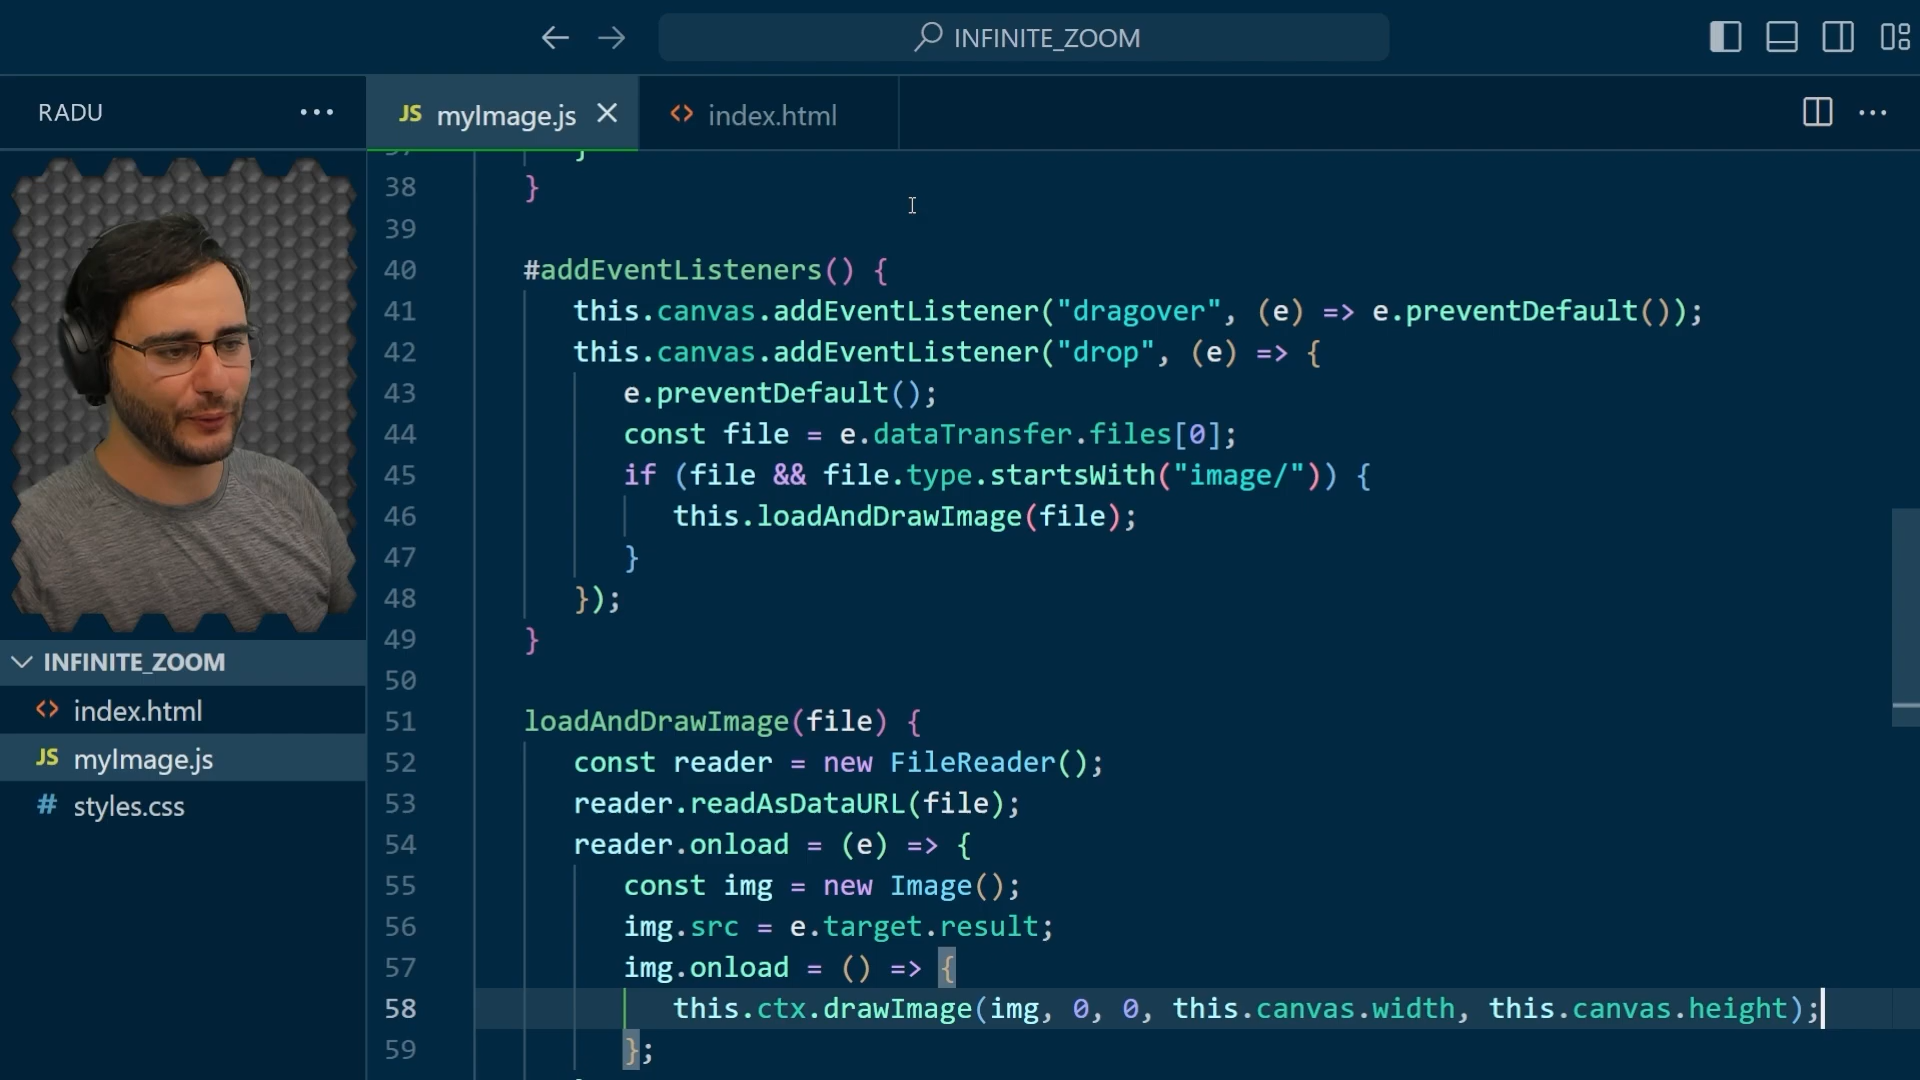 INFINITE_ZOOM
RADU
JS myImage.js
<> index.html
38 }
39
40 #addEventListeners() {
41 this.canvas.addEventListener("dragover", (e) => e.preventDefault());
42 this.canvas.addEventListener("drop", (e) => {
43 e.preventDefault();
44 const file = e.dataTransfer.files[0];
45 if (file && file.type.startsWith("image/")) {
46 this.loadAndDrawImage(file);
47 }
48 });
49 }
50
51 loadAndDrawImage(file) {
52 const reader = new FileReader();
53 reader.readAsDataURL(file);
54 reader.onload = (e) => {
55 const img = new Image();
56 img.src = e.target.result;
57 img.onload = () => {
58 this.ctx.drawImage(img, 0, 0, this.canvas.width, this.canvas.height);
59 };
INFINITE_ZOOM
<> index.html
JS myImage.js
# styles.css